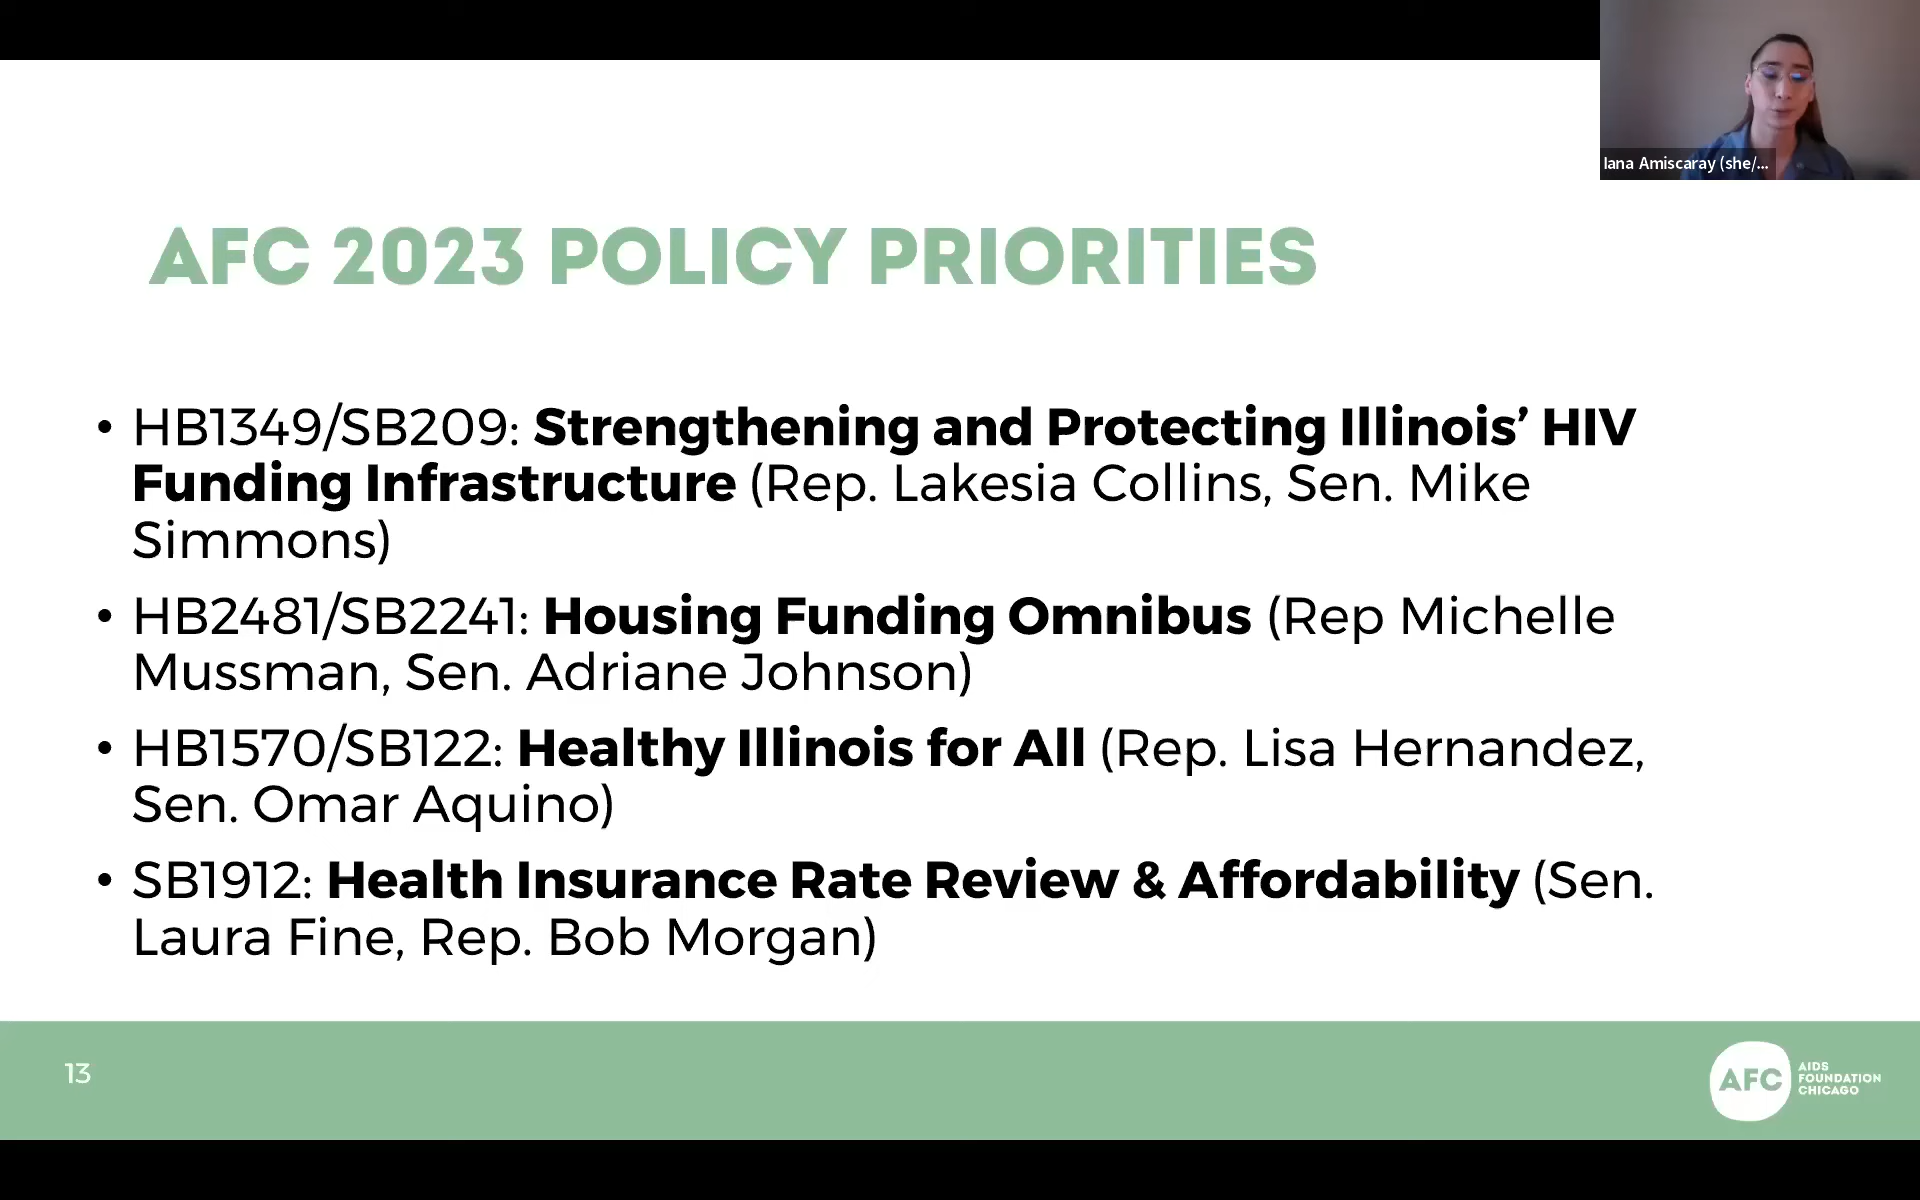 Iana Amiscaray (she/...
AFC 2023 POLICY PRIORITIES
• HB1349/SB209: Strengthening and Protecting Illinois’ HIV
Funding Infrastructure (Rep. Lakesia Collins, Sen. Mike
Simmons)
• HB2481/SB2241: Housing Funding Omnibus (Rep Michelle
Mussman, Sen. Adriane Johnson)
• HB1570/SB122: Healthy Illinois for All (Rep. Lisa Hernandez,
Sen. Omar Aquino)
• SB1912: Health Insurance Rate Review & Affordability (Sen.
Laura Fine, Rep. Bob Morgan)
13
AFC
AIDS
FOUNDATION
CHICAGO